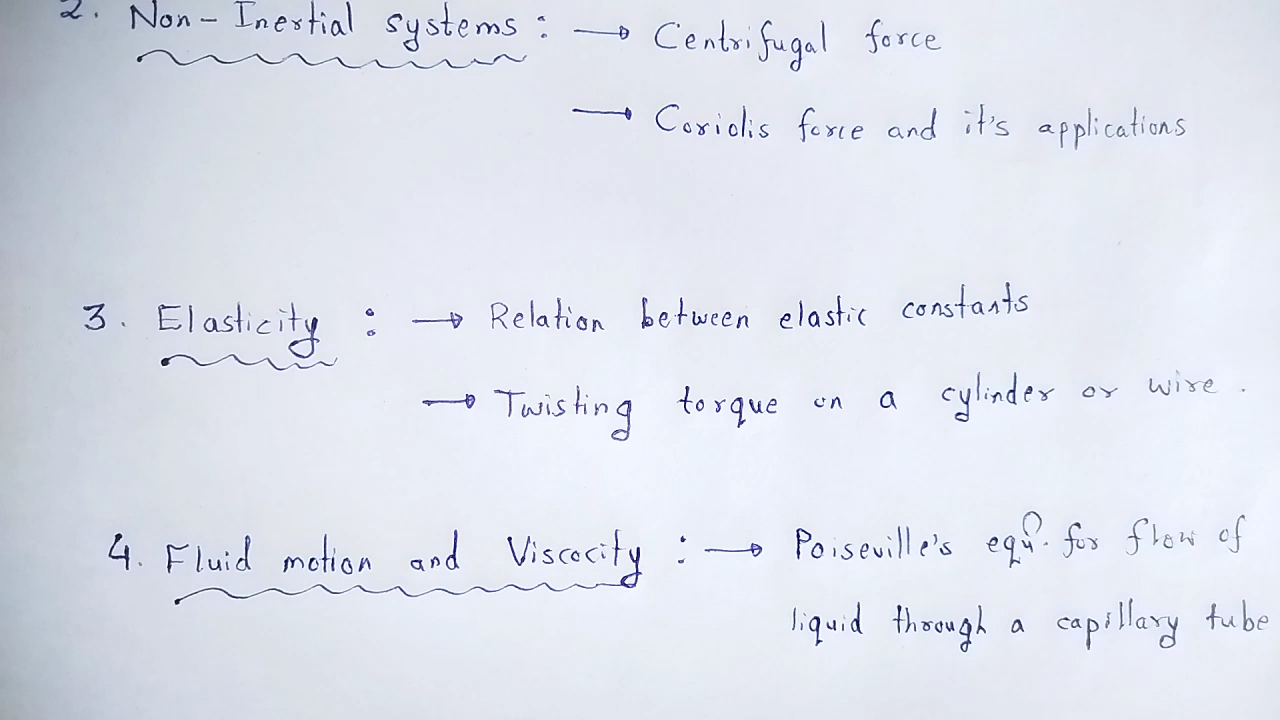 2. Non-Inertial systems : → Centrifugal force
→ Coriolis force and it's applications
3. Elasticity : → Relation between elastic constants
→ Twisting torque on a cylinder or wire.
4. Fluid motion and Viscocity : → Poiseville's eqn. for flow of
liquid through a capillary tube